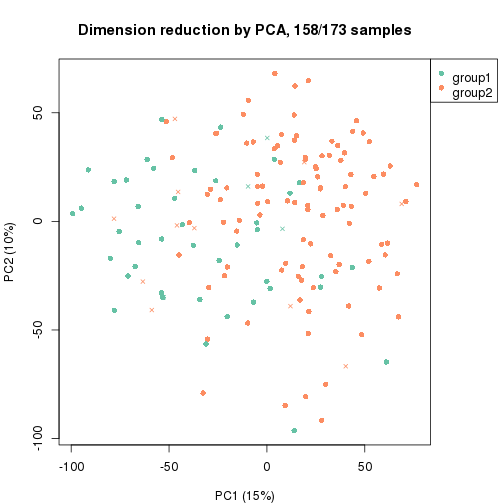 Dimension reduction by PCA, 158/173 samples
group1
group2
50
0
-50
-100
PC2 (10%)
-100
-50
0
50
PC1 (15%)